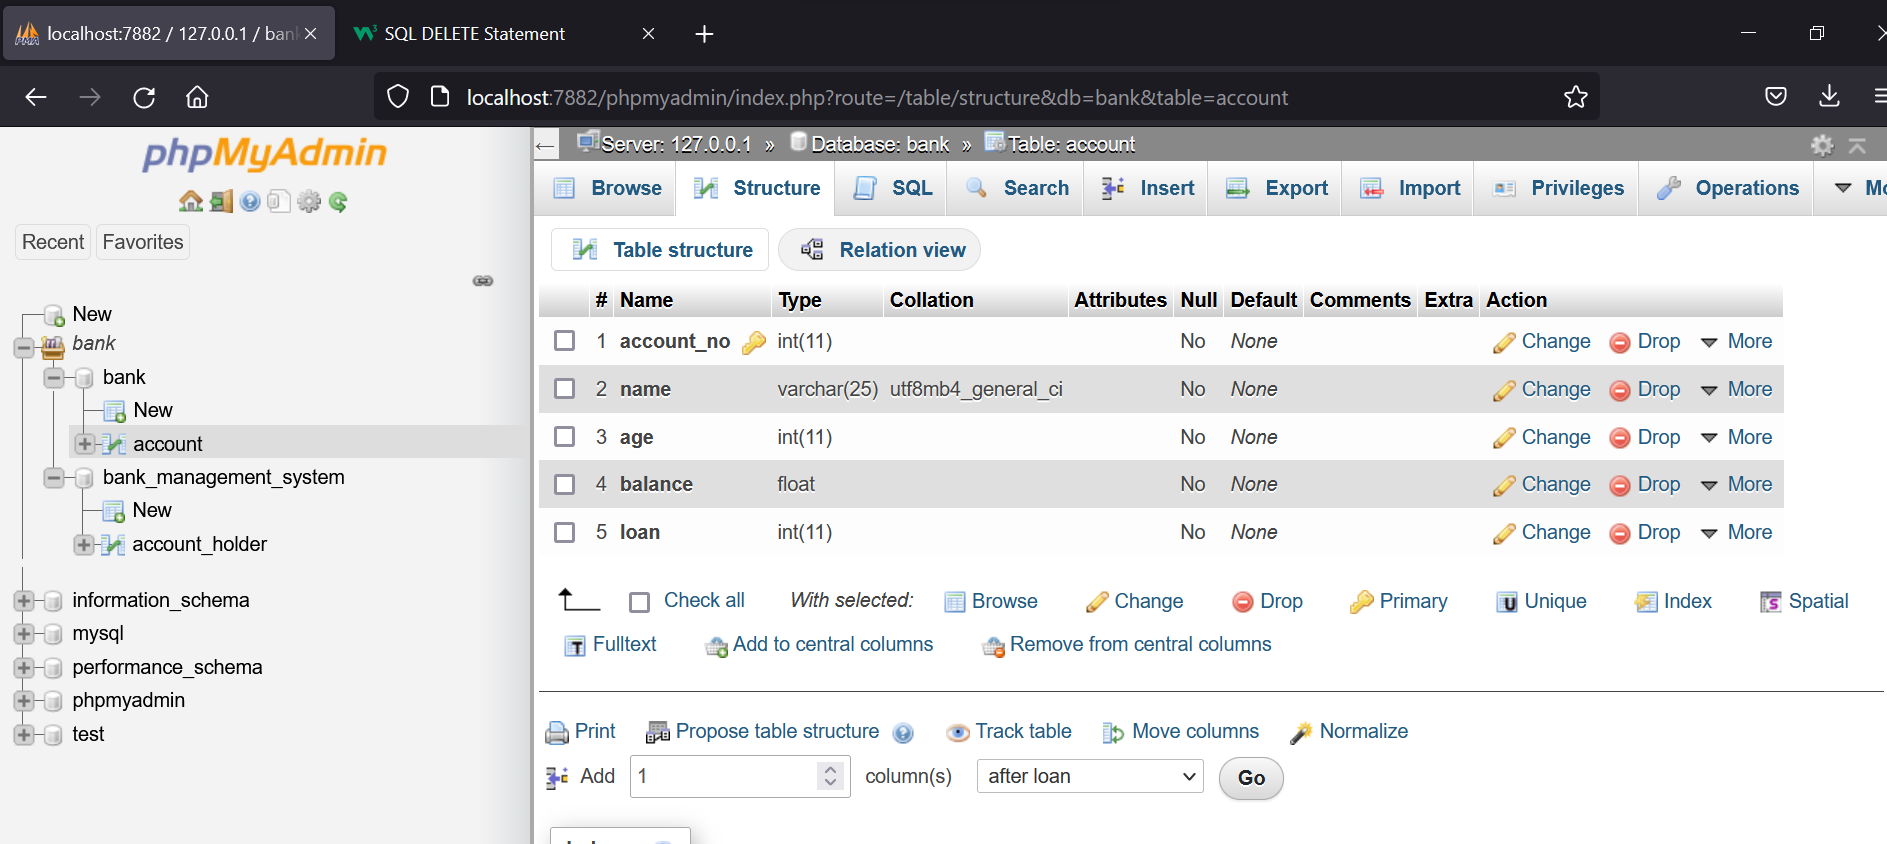 localhost:7882 / 127.0.0.1 / ban
SQL DELETE Statement
localhost:7882/phpmyadmin/index.php?route=/table/structure&db=bank&table=account
phpMyAdmin
Recent
Favorites
New
bank
bank
New
account
bank_management_system
New
account_holder
information_schema
mysql
performance_schema
phpmyadmin
test
Server: 127.0.0.1 » Database: bank » Table: account
Browse Structure SQL Search Insert Export Import Privileges Operations
Table structure Relation view
# Name Type Collation Attributes Null Default Comments Extra Action
1 account_no int(11) No None Change Drop More
2 name varchar(25) utf8mb4_general_ci No None Change Drop More
3 age int(11) No None Change Drop More
4 balance float No None Change Drop More
5 loan int(11) No None Change Drop More
Check all With selected: Browse Change Drop Primary Unique Index Spatial
Fulltext Add to central columns Remove from central columns
Print Propose table structure Track table Move columns Normalize
Add 1 column(s) after loan Go